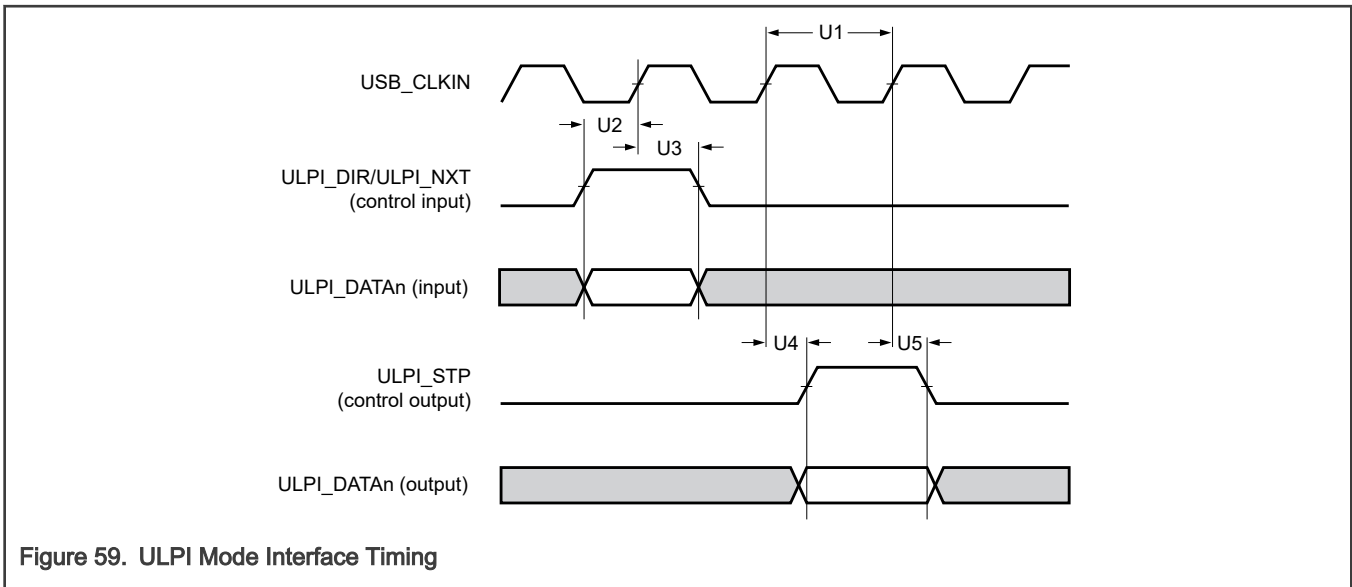 U1
USB_CLKIN
U2
U3
ULPI_DIR/ULPI_NXT
(control input)
ULPI_DATAn (input)
U4
U5
ULPI_STP
(control output)
ULPI_DATAn (output)
Figure 59. ULPI Mode Interface Timing